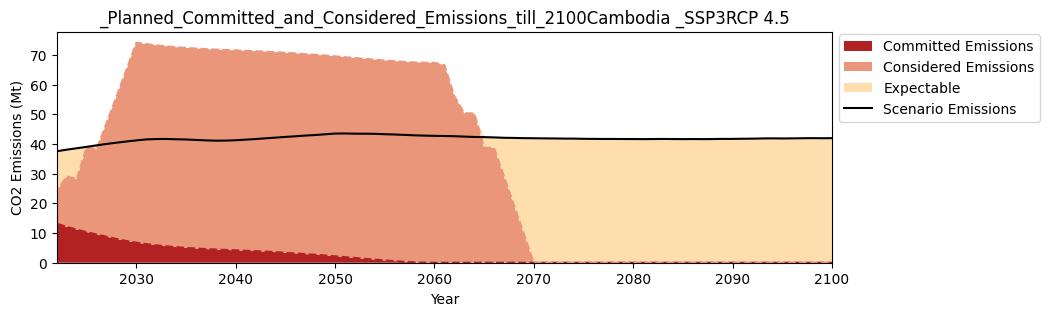 _Planned_Committed_and_Considered_Emissions_till_2100Cambodia _SSP3RCP 4.5
CO2 Emissions (Mt)
70
60
50
40
30
20
10
0
2030 2040 2050 2060 2070 2080 2090 2100
Year
Committed Emissions
Considered Emissions
Expectable
Scenario Emissions